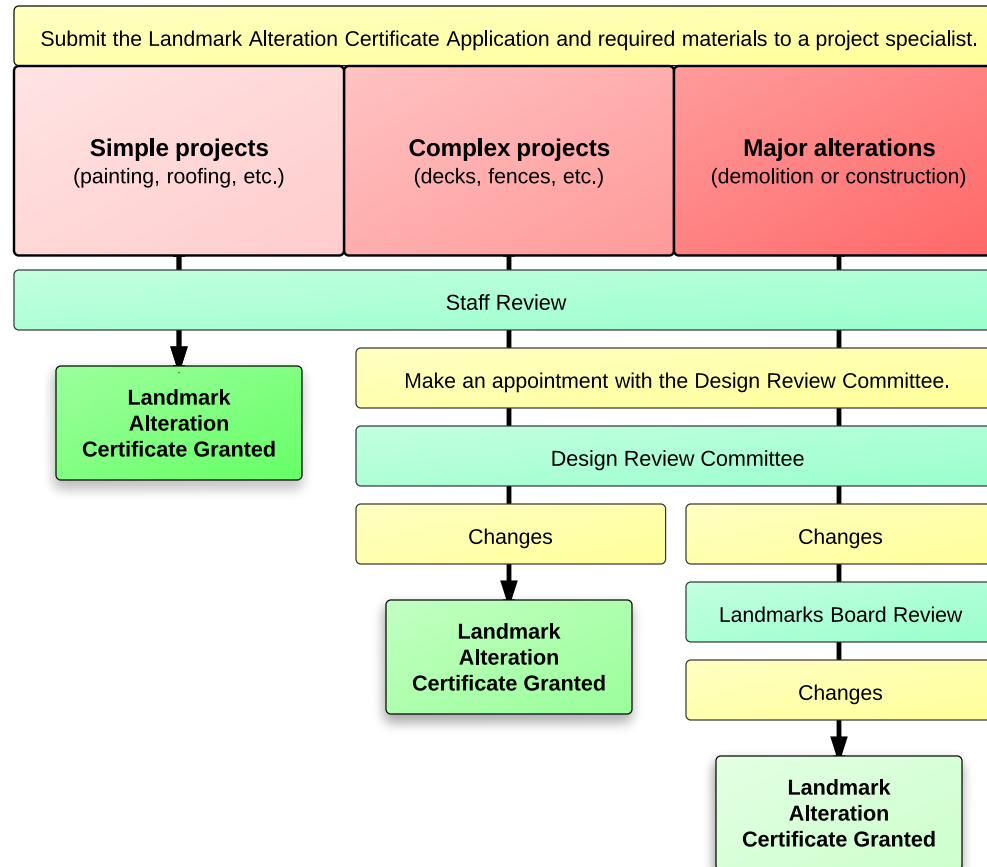 Submit the Landmark Alteration Certificate Application and required materials to a project specialist.
Simple projects
(painting, roofing, etc.)
Complex projects
(decks, fences, etc.)
Major alterations
(demolition or construction)
Staff Review
Make an appointment with the Design Review Committee.
Landmark
Alteration
Certificate Granted
Design Review Committee
Changes
Changes
Landmarks Board Review
Landmark
Alteration
Certificate Granted
Changes
Landmark
Alteration
Certificate Granted